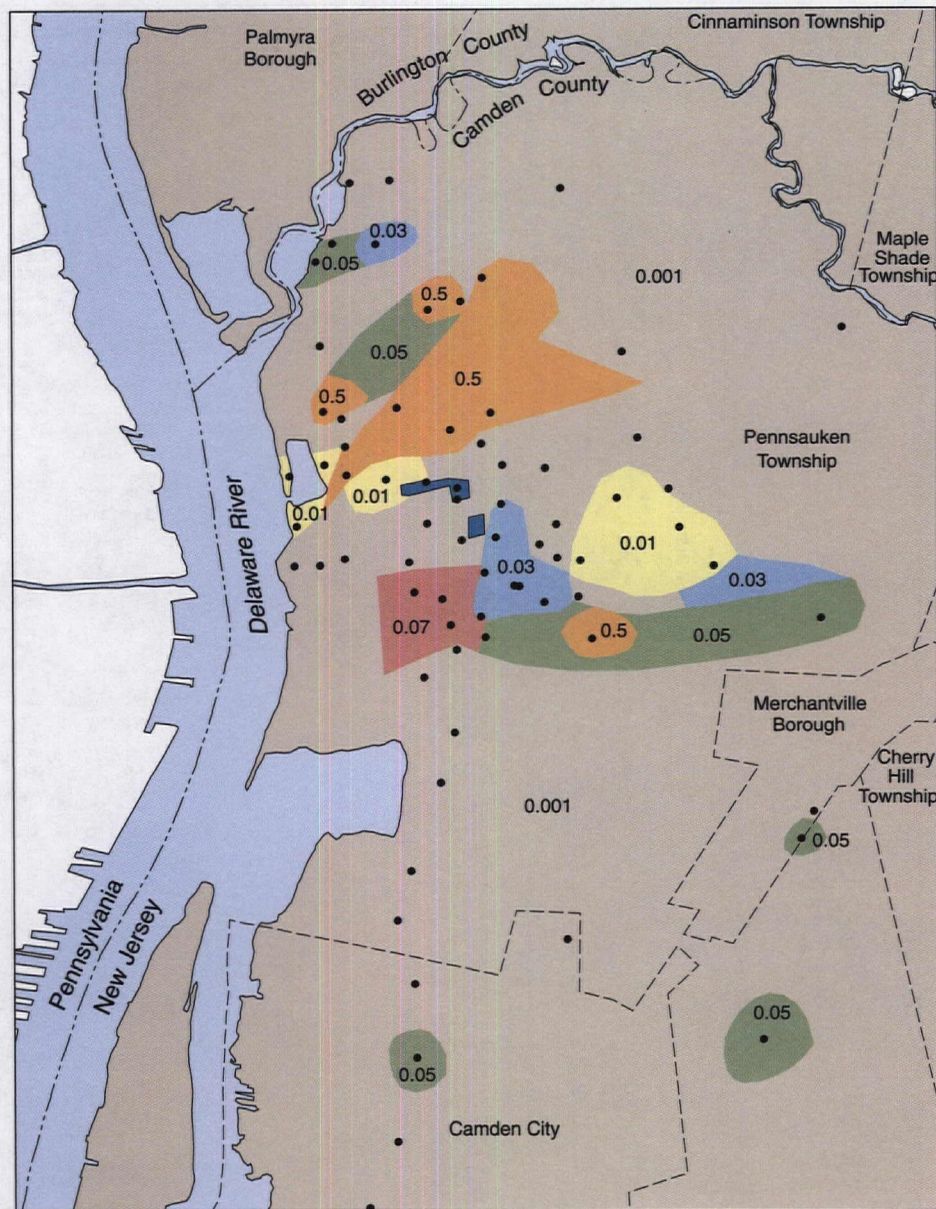 Cinnaminson Township
Palmyra
Borough
Burlington County
Camden County
0.03
0.05
Maple
Shade
Township
0.001
0.5
0.05
0.5
0.5
Pennsauken
Township
0.01
0.01
Delaware River
0.01
0.03
0.03
0.07
0.5
0.05
Merchantville
Borough
Cherry
Hill
Township
0.001
0.05
Pennsylvania
New Jersey
0.05
0.05
Camden City